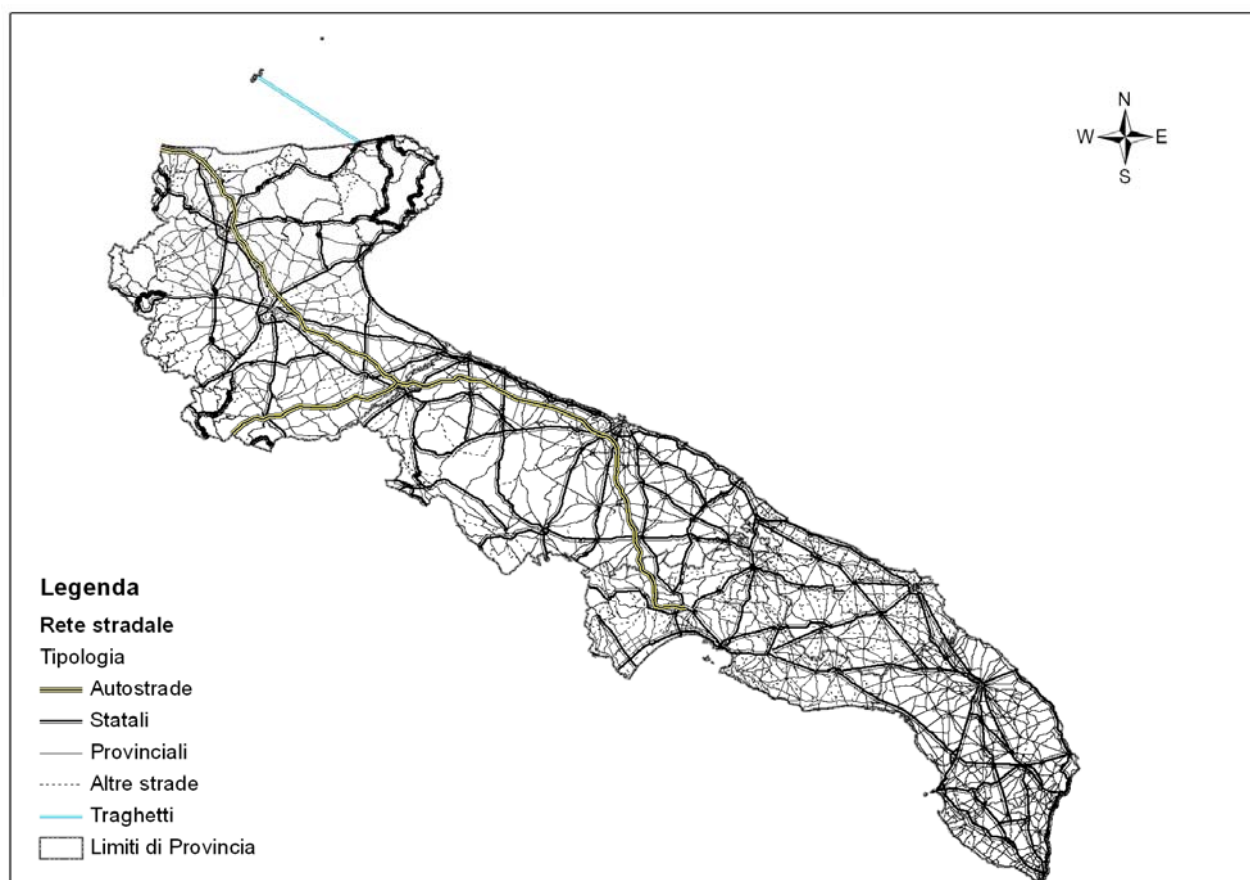 N
W E
S
Legenda
Rete stradale
Tipologia
Autostrade
Statali
Provinciali
Altre strade
Traghetti
Limiti di Provincia